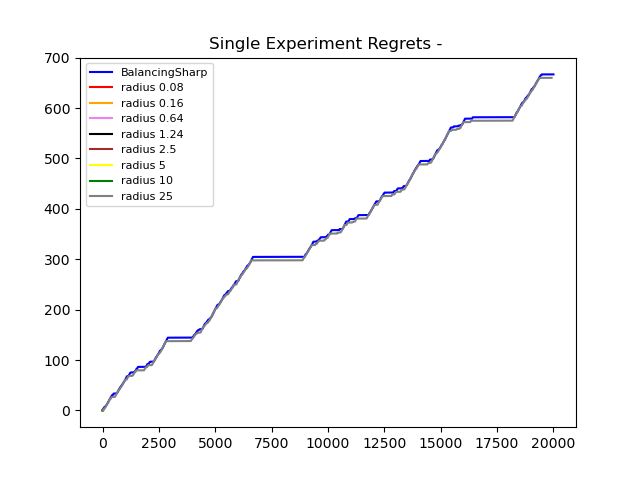 Single Experiment Regrets -
700
600
500
400
300
200
100
0
BalancingSharp
radius 0.08
radius 0.16
radius 0.64
radius 1.24
radius 2.5
radius 5
radius 10
radius 25
0 2500 5000 7500 10000 12500 15000 17500 20000